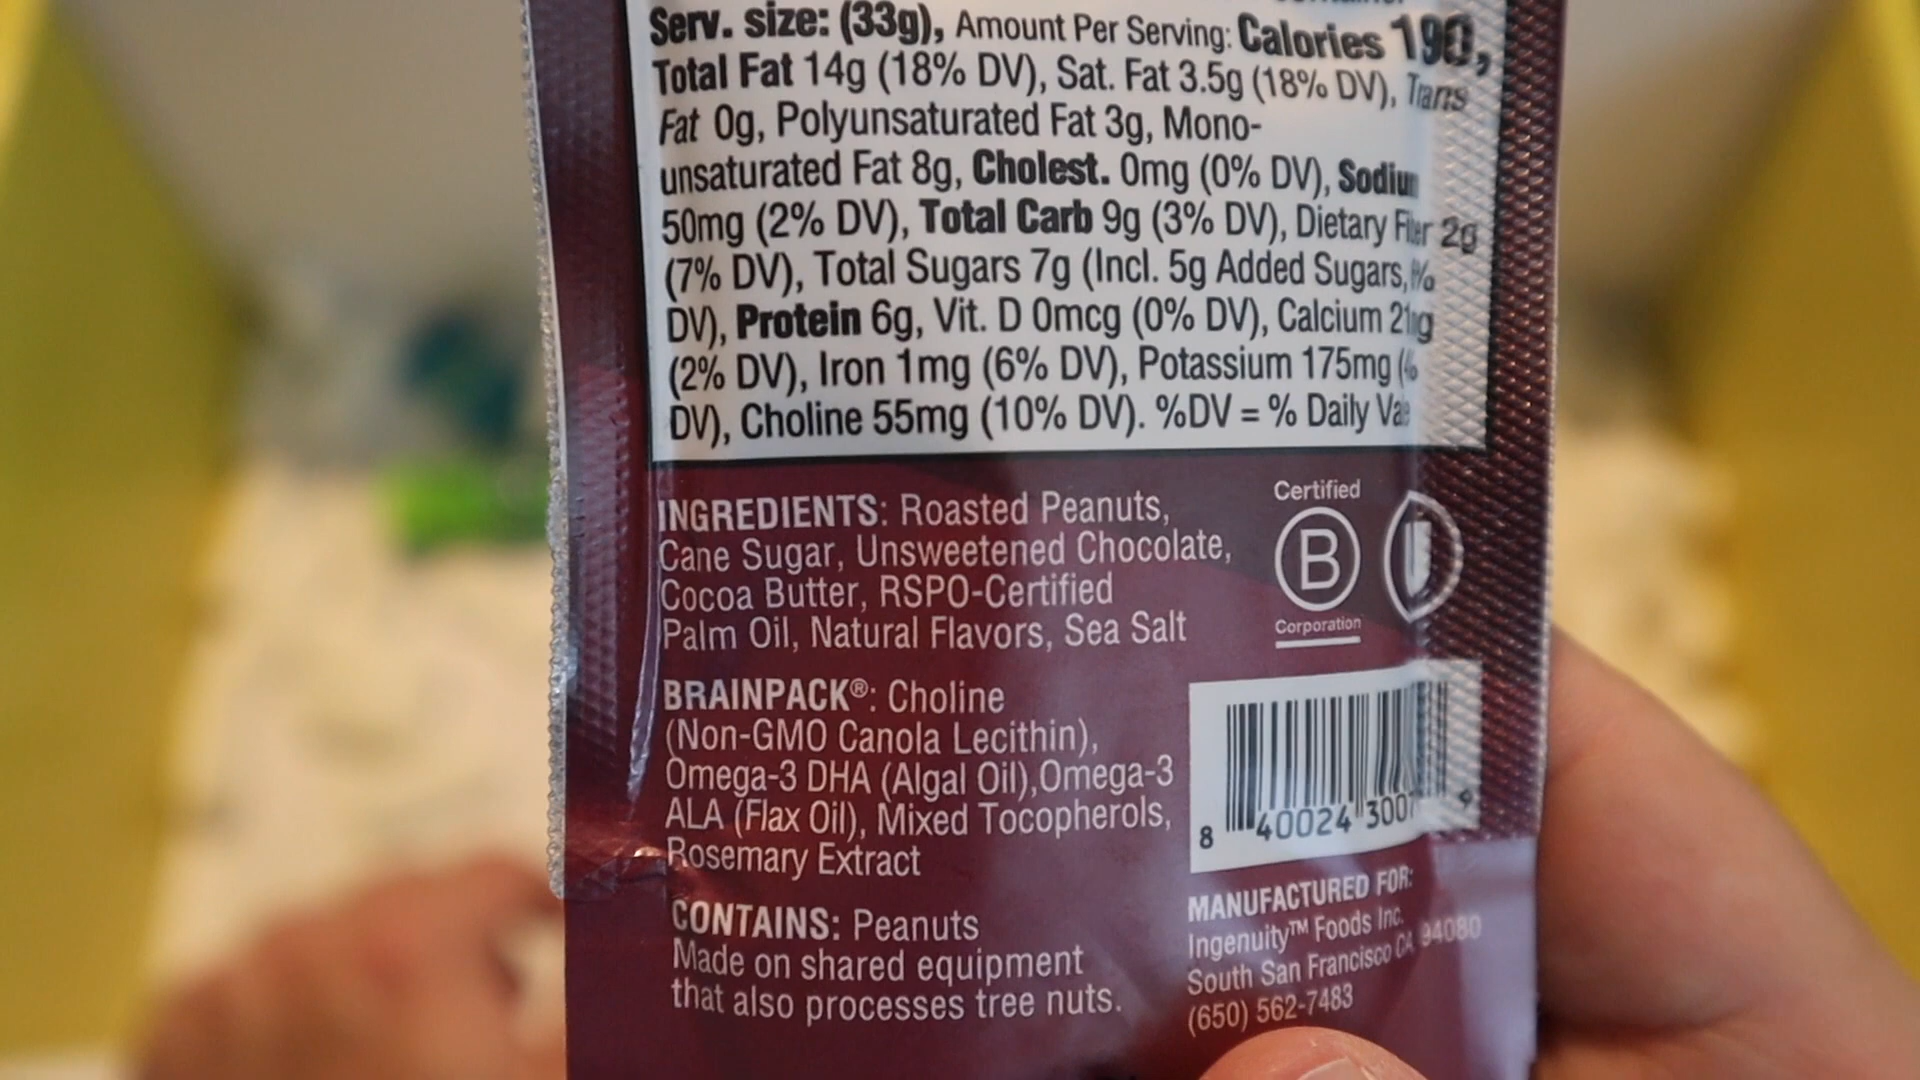 Serv. size: (33g), Amount Per Serving: Calories 190,
Total Fat 14g (18% DV), Sat. Fat 3.5g (18% DV), Trans
Fat 0g, Polyunsaturated Fat 3g, Mono-
unsaturated Fat 8g, Cholest. 0mg (0% DV), Sodium
50mg (2% DV), Total Carb 9g (3% DV), Dietary Fiber 2g
(7% DV), Total Sugars 7g (Incl. 5g Added Sugars,
DV), Protein 6g, Vit. D 0mcg (0% DV), Calcium
(2% DV), Iron 1mg (6% DV), Potassium 175mg
DV), Choline 55mg (10% DV). %DV = % Daily
INGREDIENTS: Roasted Peanuts,
Cane Sugar, Unsweetened Chocolate,
Cocoa Butter, RSPO-Certified
Palm Oil, Natural Flavors, Sea Salt
Certified
B
Corporation
BRAINPACK®: Choline
(Non-GMO Canola Lecithin),
Omega-3 DHA (Algal Oil),Omega-3
ALA (Flax Oil), Mixed Tocopherols,
Rosemary Extract
8 40024
CONTAINS: Peanuts
Made on shared equipment
that also processes tree nuts.
MANUFACTURED FOR:
Ingenuity™ Foods Inc.
South San Francisco CA 94080
(650) 562-7483